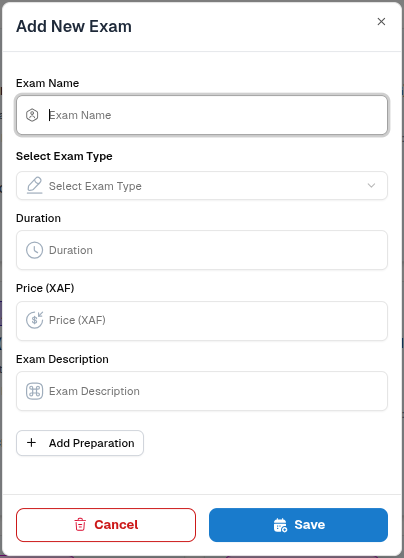 Add New Exam
Exam Name
Exam Name
Select Exam Type
Select Exam Type
Duration
Duration
Price (XAF)
Price (XAF)
Exam Description
Exam Description
Add Preparation
Cancel
Save